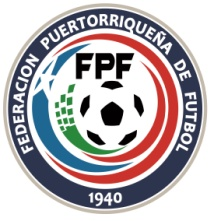 FEDERACION PUERTORRIQUEÑA DE FUTBOL
FPF
1940